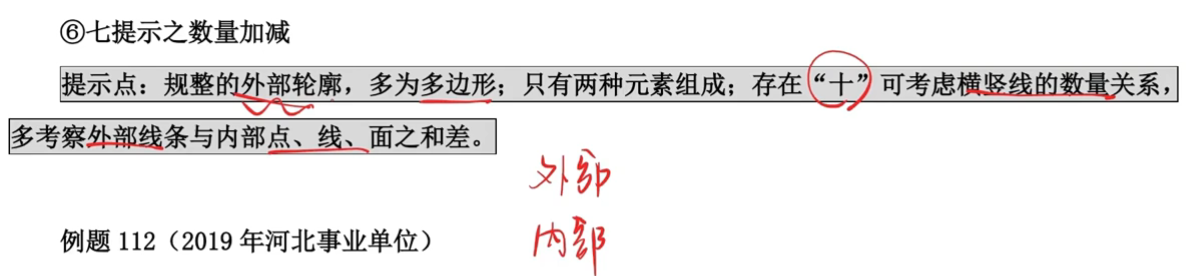 ⑥七提示之数量加减
提示点：规整的外部轮廓，多为多边形；只有两种元素组成；存在“十”可考虑横竖线的数量关系，
多考察外部线条与内部点、线、面之和差。
外部
内部
例题 112（2019 年河北事业单位）